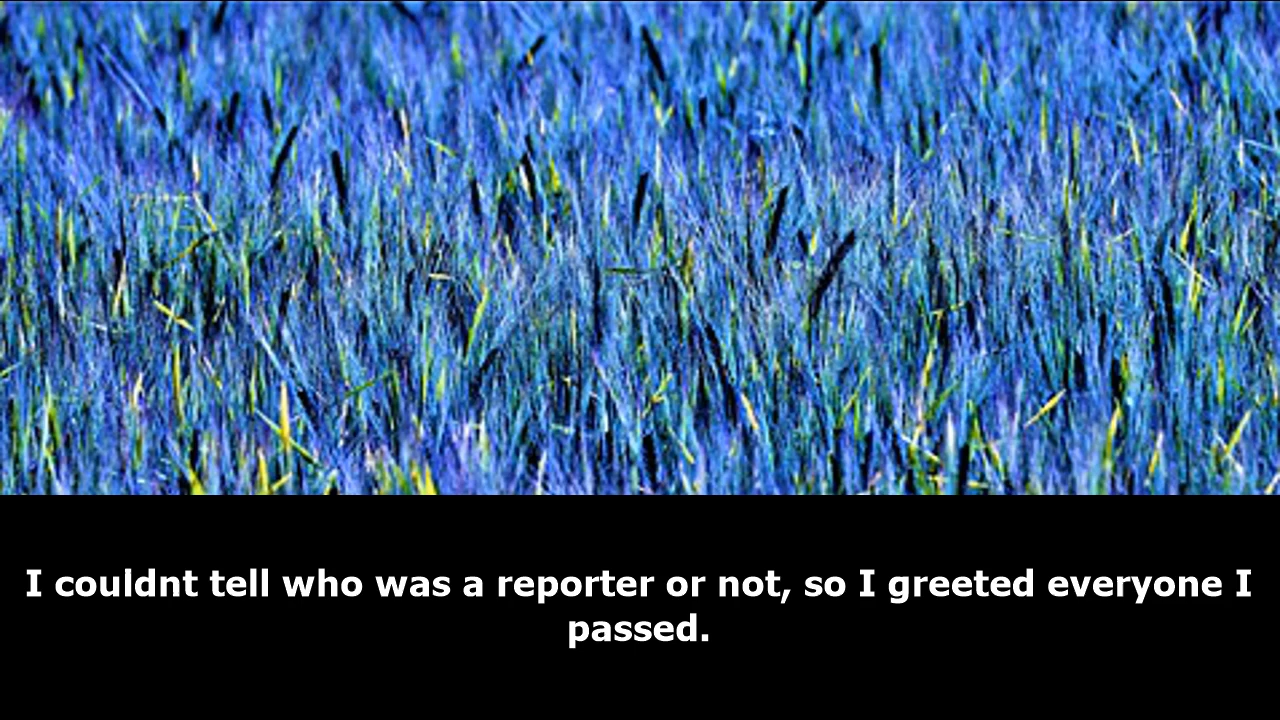 I couldnt tell who was a reporter or not, so I greeted everyone I
passed.